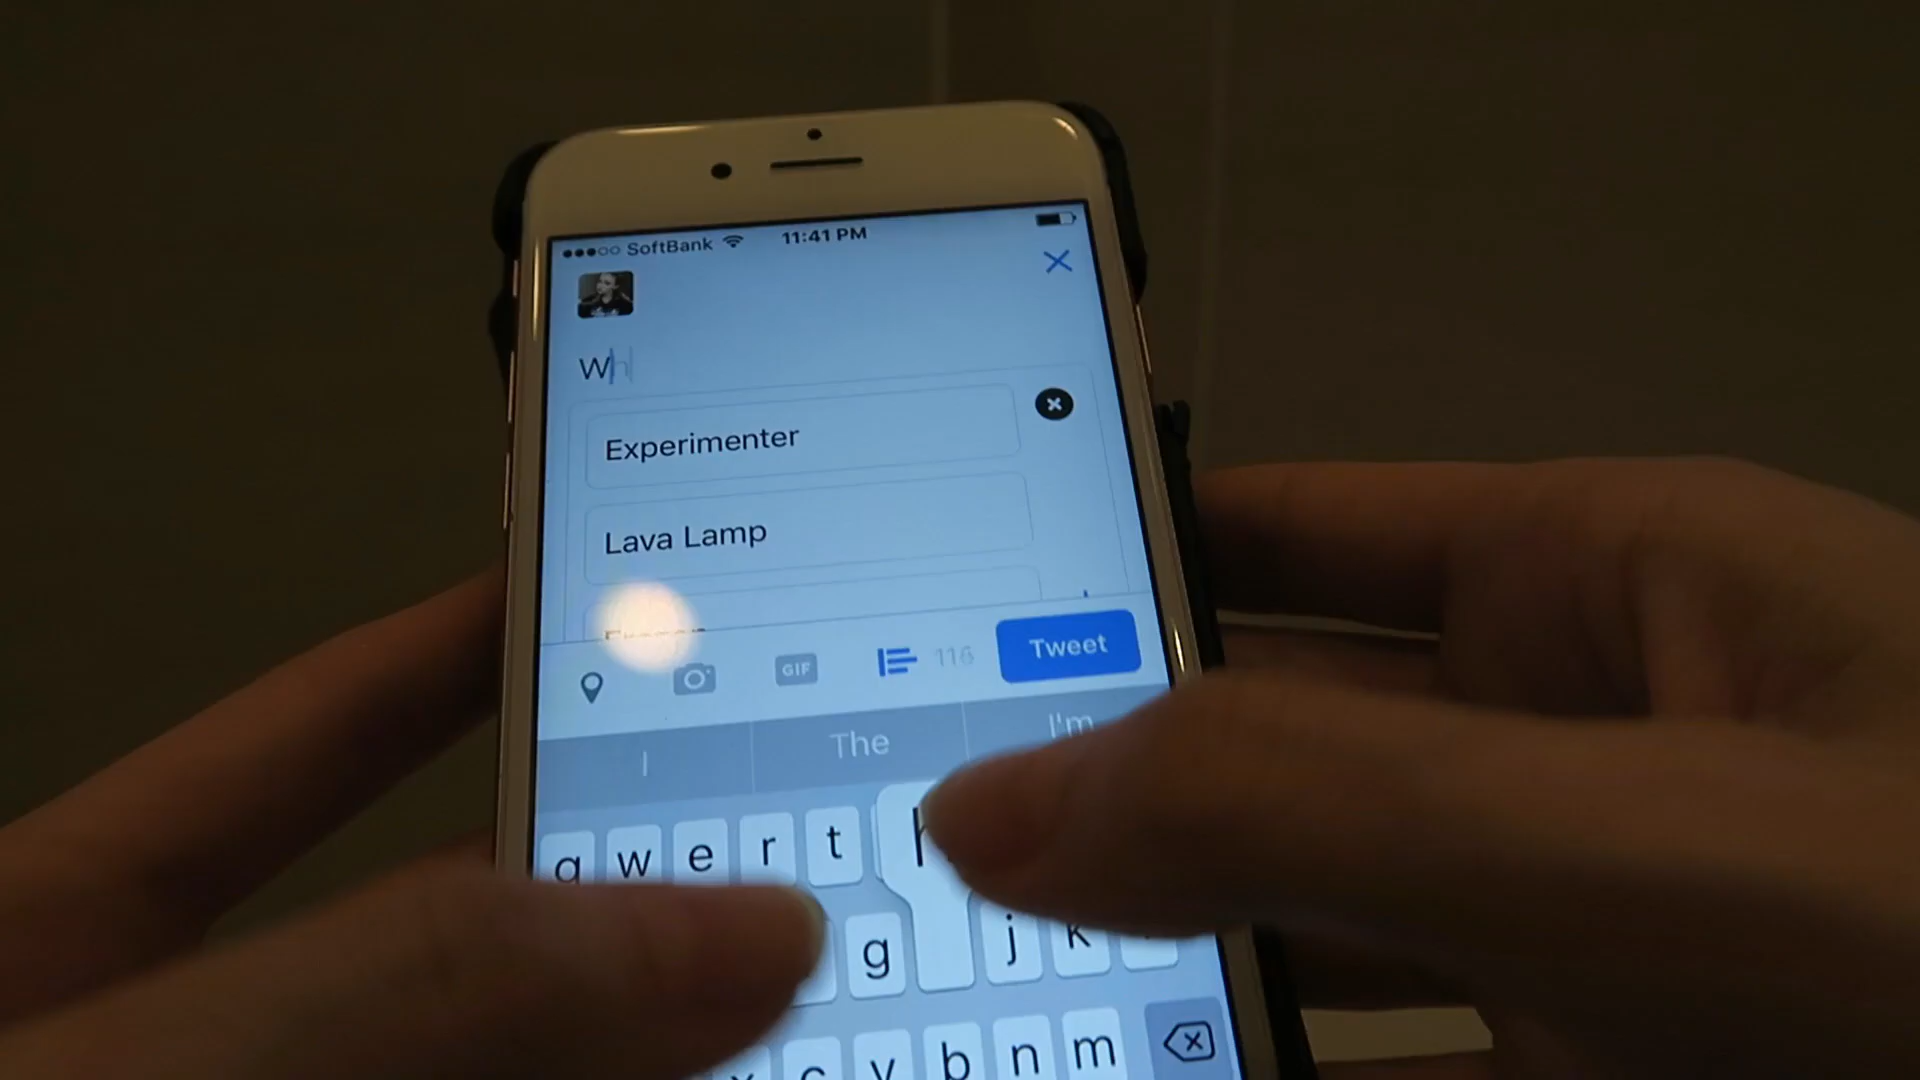 SoftBank 11:41 PM
Wh
Experimenter
Lava Lamp
GIF 116 Tweet
I The I'm
q w e r t h
g j k
c v b n m